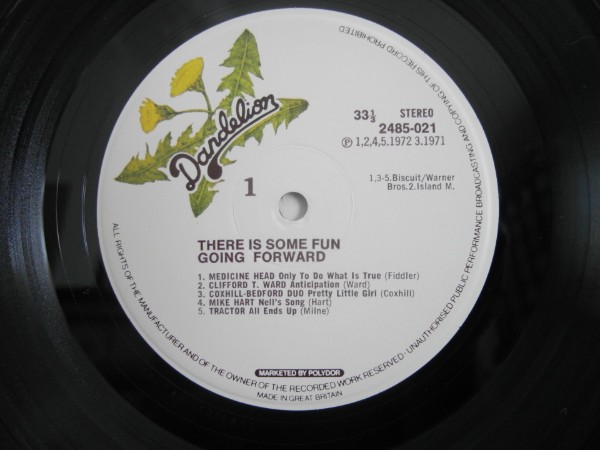 Dandelion
33⅓ STEREO
2485-021
Ⓟ 1,2,4,5.1972 3.1971
1
1,3-5.Biscuit/Warner
Bros.2.Island M.
THERE IS SOME FUN
GOING FORWARD
1. MEDICINE HEAD Only To Do What Is True (Fiddler)
2. CLIFFORD T. WARD Anticipation (Ward)
3. COXHILL-BEDFORD DUO Pretty Little Girl (Coxhill)
4. MIKE HART Nell's Song (Hart)
5. TRACTOR All Ends Up (Milne)
MARKETED BY POLYDOR
MADE IN GREAT BRITAIN
ALL RIGHTS OF THE MANUFACTURER AND OF THE OWNER OF THE RECORDED WORK RESERVED · UNAUTHORISED PUBLIC PERFORMANCE BROADCASTING AND COPYING OF THIS RECORD PROHIBITED